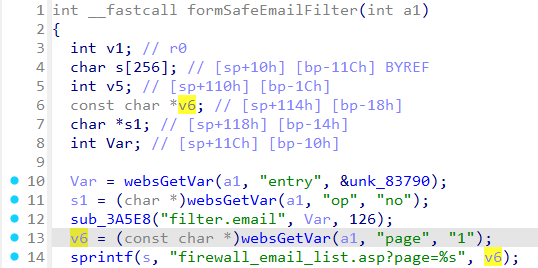 1 int __fastcall formSafeEmailFilter(int a1)
2 {
3 int v1; // r0
4 char s[256]; // [sp+10h] [bp-11Ch] BYREF
5 int v5; // [sp+110h] [bp-1Ch]
6 const char *v6; // [sp+114h] [bp-18h]
7 char *s1; // [sp+118h] [bp-14h]
8 int Var; // [sp+11Ch] [bp-10h]
9
10 Var = websGetVar(a1, "entry", &unk_83790);
11 s1 = (char *)websGetVar(a1, "op", "no");
12 sub_3A5E8("filter.email", Var, 126);
13 v6 = (const char *)websGetVar(a1, "page", "1");
14 sprintf(s, "firewall_email_list.asp?page=%s", v6);